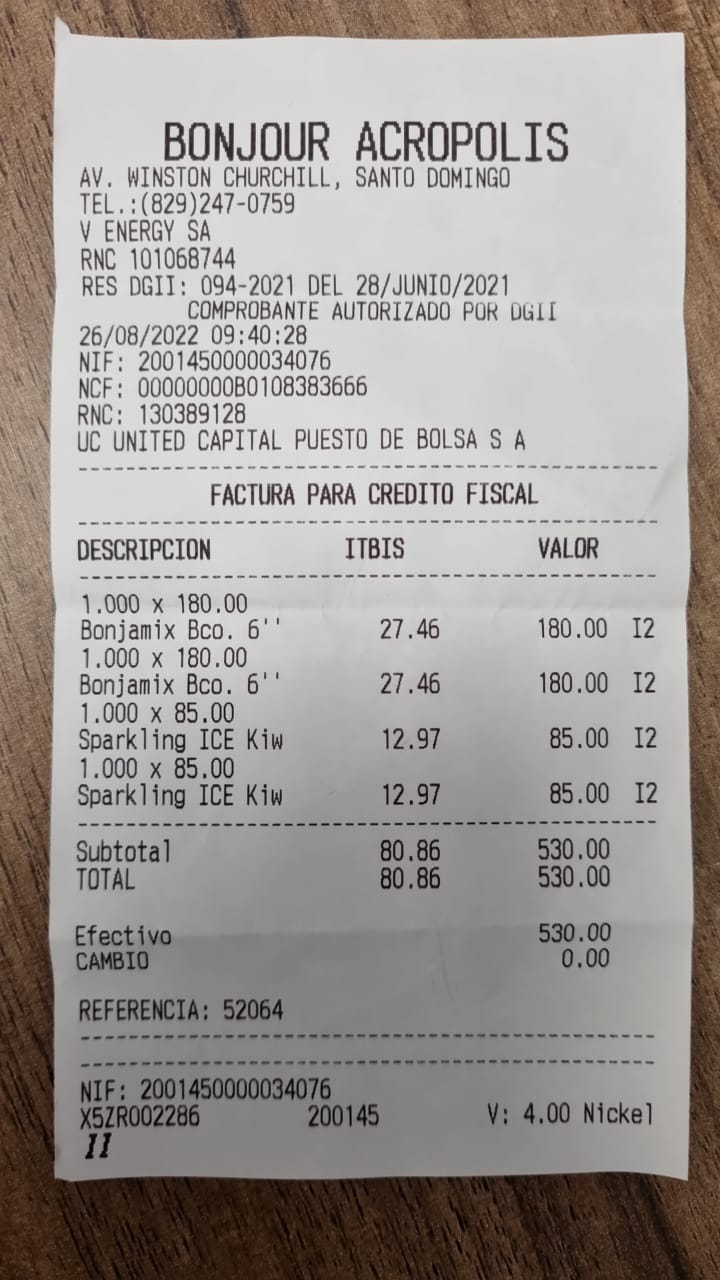 BONJOUR ACROPOLIS
AV. WINSTON CHURCHILL, SANTO DOMINGO
TEL.:(829)247-0759
V ENERGY SA
RNC 101068744
RES DGII: 094-2021 DEL 28/JUNIO/2021
COMPROBANTE AUTORIZADO POR DGII
26/08/2022 09:40:28
NIF: 2001450000034076
NCF: 00000000B0108383666
RNC: 130389128
UC UNITED CAPITAL PUESTO DE BOLSA S A
FACTURA PARA CREDITO FISCAL
DESCRIPCION ITBIS VALOR
1.000 x 180.00
Bonjamix Bco. 6'' 27.46 180.00 I2
1.000 x 180.00
Bonjamix Bco. 6'' 27.46 180.00 I2
1.000 x 85.00
Sparkling ICE Kiw 12.97 85.00 I2
1.000 x 85.00
Sparkling ICE Kiw 12.97 85.00 I2
Subtotal 80.86 530.00
TOTAL 80.86 530.00
Efectivo 530.00
CAMBIO 0.00
REFERENCIA: 52064
NIF: 2001450000034076
X5ZR002286 200145 V: 4.00 Nickel
II